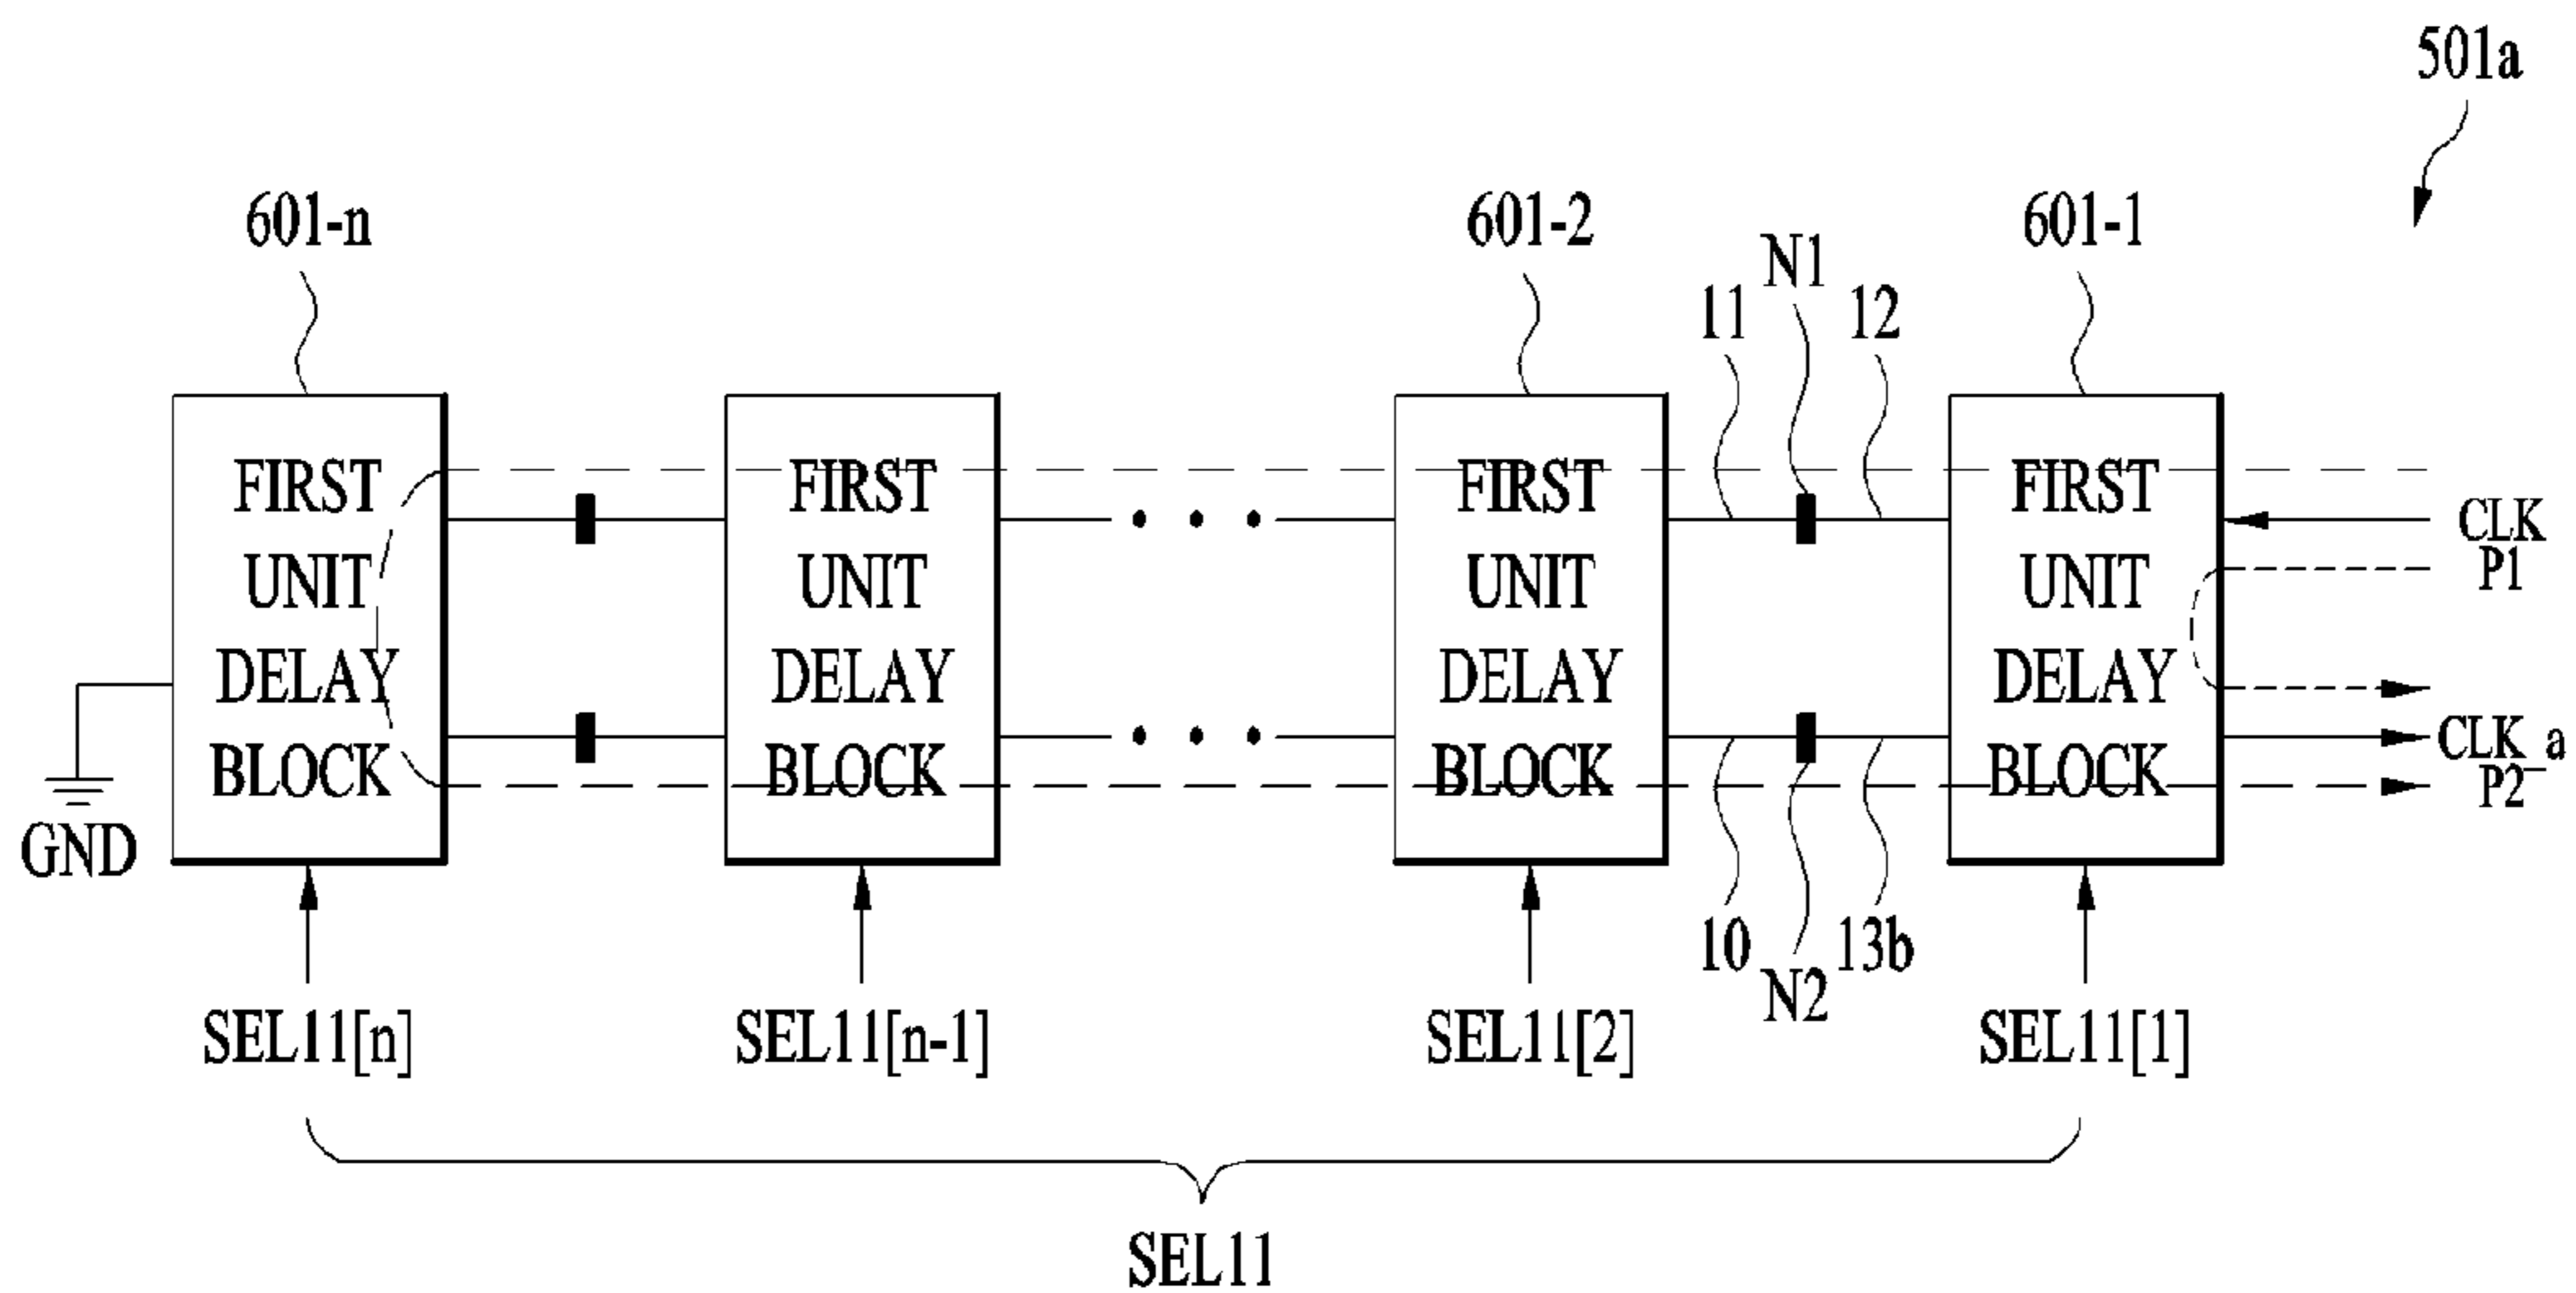 501a
601-n
601-2
601-1
N1
11
12
FIRST
UNIT
DELAY
BLOCK
FIRST
UNIT
DELAY
BLOCK
FIRST
UNIT
DELAY
BLOCK
FIRST
UNIT
DELAY
BLOCK
CLK
P1
CLK_a
P2
GND
10
13b
N2
SEL11[n]
SEL11[n-1]
SEL11[2]
SEL11[1]
SEL11